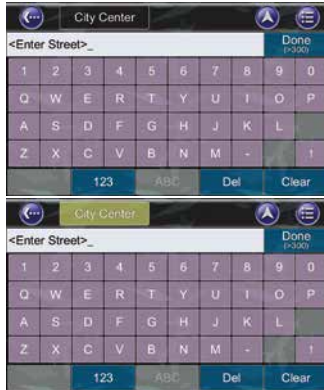 City Center
<Enter Street>_ Done
(>300)
1 2 3 4 5 6 7 8 9 0
Q W E R T Y U I O P
A S D F G H J K L
Z X C V B N M - ↑
123 ABC Del Clear
City Center
<Enter Street>_ Done
(>300)
1 2 3 4 5 6 7 8 9 0
Q W E R T Y U I O P
A S D F G H J K L
Z X C V B N M - ↑
123 ABC Del Clear